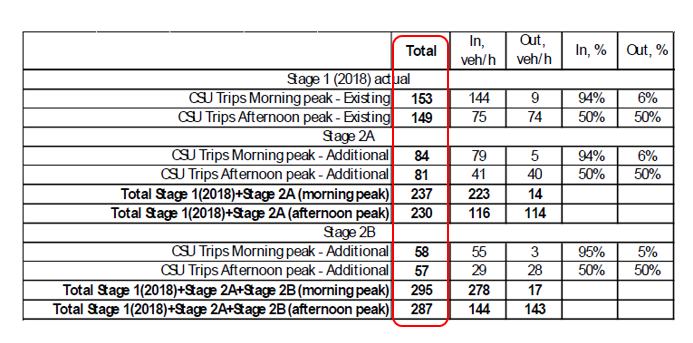 Total In, veh/h Out, veh/h In, % Out, %
Stage 1 (2018) actual
CSU Trips Morning peak - Existing 153 144 9 94% 6%
CSU Trips Afternoon peak - Existing 149 75 74 50% 50%
Stage 2A
CSU Trips Morning peak - Additional 84 79 5 94% 6%
CSU Trips Afternoon peak - Additional 81 41 40 50% 50%
Total Stage 1(2018)+Stage 2A (morning peak) 237 223 14
Total Stage 1(2018)+Stage 2A (afternoon peak) 230 116 114
Stage 2B
CSU Trips Morning peak - Additional 58 55 3 95% 5%
CSU Trips Afternoon peak - Additional 57 29 28 50% 50%
Total Stage 1(2018)+Stage 2A+Stage 2B (morning peak) 295 278 17
Total Stage 1(2018)+Stage 2A+Stage 2B (afternoon peak) 287 144 143